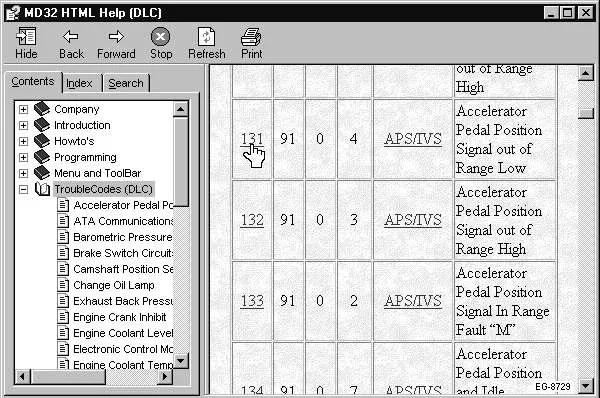 MD32 HTML Help (DLC)
Hide Back Forward Stop Refresh Print
Contents Index Search
Company
Introduction
Howto's
Programming
Menu and ToolBar
TroubleCodes (DLC)
Accelerator Pedal Po
ATA Communications
Barometric Pressure
Brake Switch Circuit
Camshaft Position Se
Change Oil Lamp
Exhaust Back Pressu
Engine Crank Inhibit
Engine Coolant Level
Electronic Control Mo
Engine Coolant Temp
out of Range
High
131 91 0 4 APS/IVS
Accelerator
Pedal Position
Signal out of
Range Low
132 91 0 3 APS/IVS
Accelerator
Pedal Position
Signal out of
Range High
133 91 0 2 APS/IVS
Accelerator
Pedal Position
Signal In Range
Fault “M”
134 91 0 7 APS/IVS
Accelerator
Pedal Position
and Idle
EG-8729